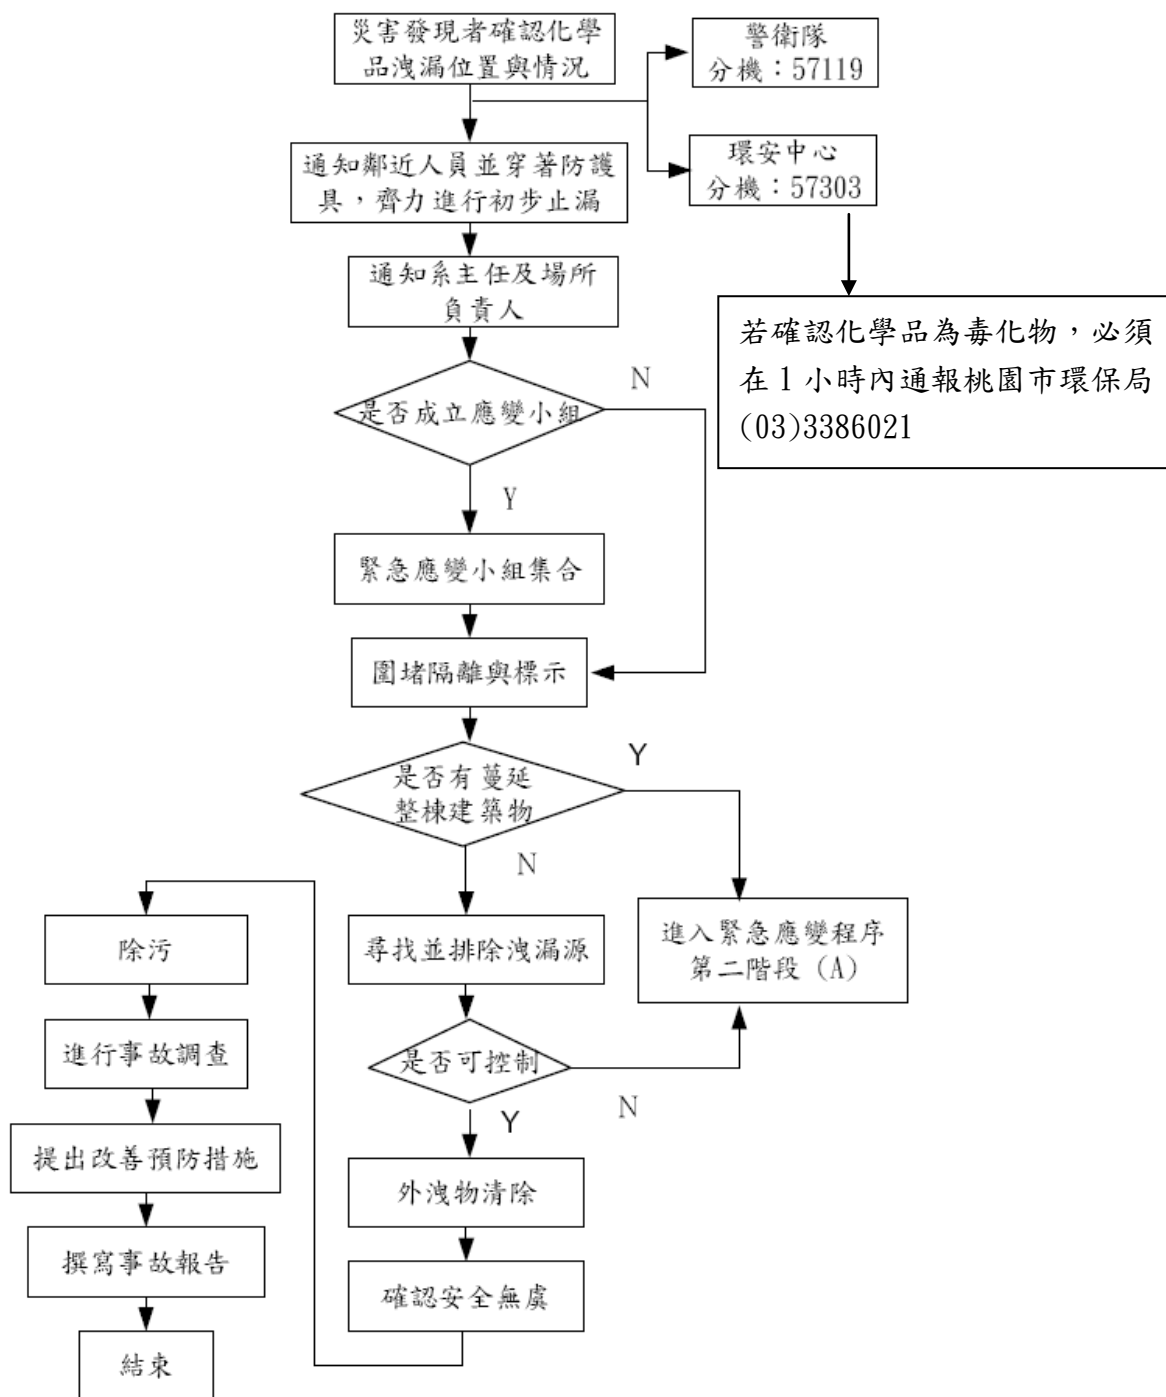 災害發現者確認化學
品洩漏位置與情況
警衛隊
分機：57119
通知鄰近人員並穿著防護
具，齊力進行初步止漏
環安中心
分機：57303
通知系主任及場所
負責人
若確認化學品為毒化物，必須
在1小時內通報桃園市環保局
(03)3386021
是否成立應變小組
N
Y
緊急應變小組集合
圍堵隔離與標示
是否有蔓延
整棟建築物
Y
N
尋找並排除洩漏源
進入緊急應變程序
第二階段 (A)
是否可控制
N
Y
外洩物清除
確認安全無虞
除污
進行事故調查
提出改善預防措施
撰寫事故報告
結束